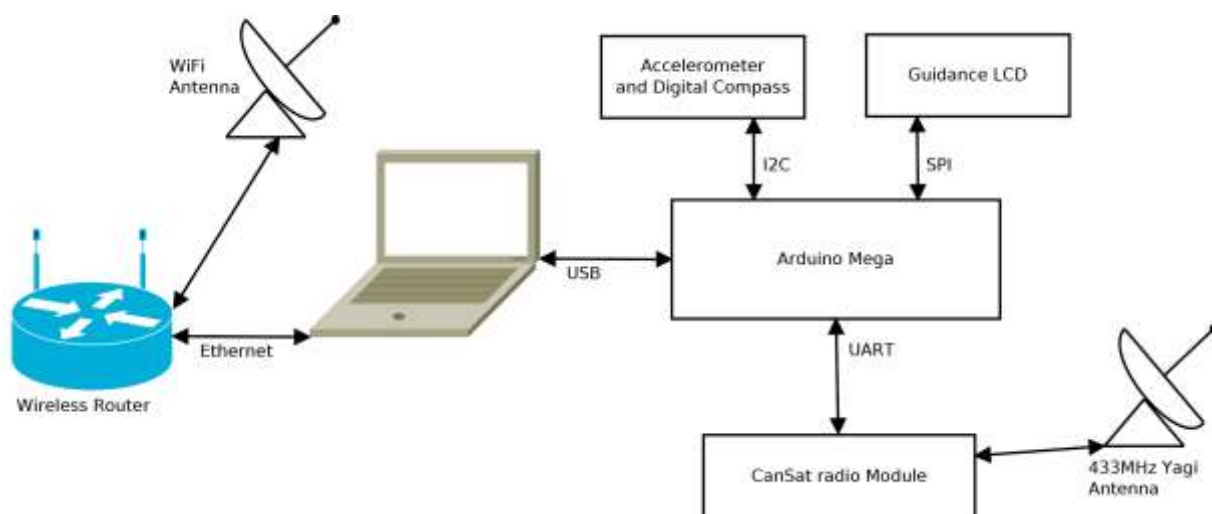 WiFi
Antenna
Accelerometer
and Digital Compass
Guidance LCD
I2C
SPI
Arduino Mega
USB
Ethernet
UART
Wireless Router
CanSat radio Module
433MHz Yagi
Antenna